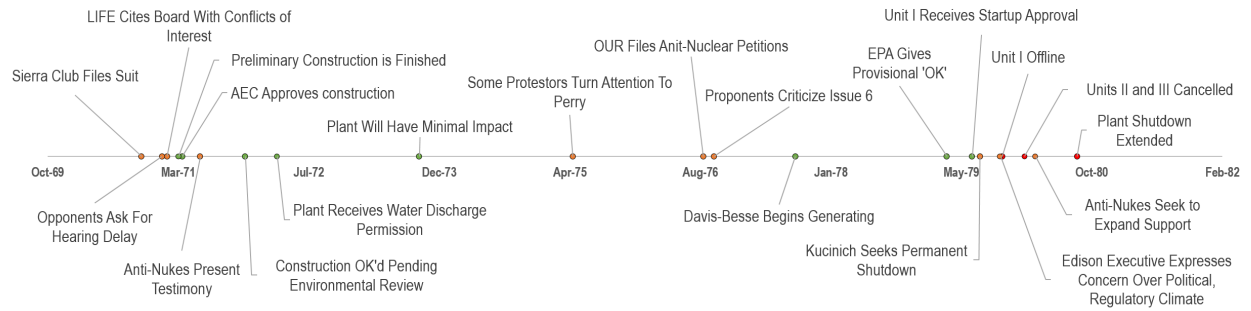 LIFE Cites Board With Conflicts of
Interest
Unit I Receives Startup Approval
Sierra Club Files Suit
Preliminary Construction is Finished
AEC Approves construction
Plant Will Have Minimal Impact
Some Protestors Turn Attention To
Perry
OUR Files Anit-Nuclear Petitions
Proponents Criticize Issue 6
EPA Gives
Provisional 'OK'
Unit I Offline
Units II and III Cancelled
Plant Shutdown
Extended
Oct-69
Mar-71
Jul-72
Dec-73
Apr-75
Aug-76
Jan-78
May-79
Oct-80
Feb-82
Opponents Ask For
Hearing Delay
Anti-Nukes Present
Testimony
Plant Receives Water Discharge
Permission
Construction OK'd Pending
Environmental Review
Davis-Besse Begins Generating
Kucinich Seeks Permanent
Shutdown
Anti-Nukes Seek to
Expand Support
Edison Executive Expresses
Concern Over Political,
Regulatory Climate